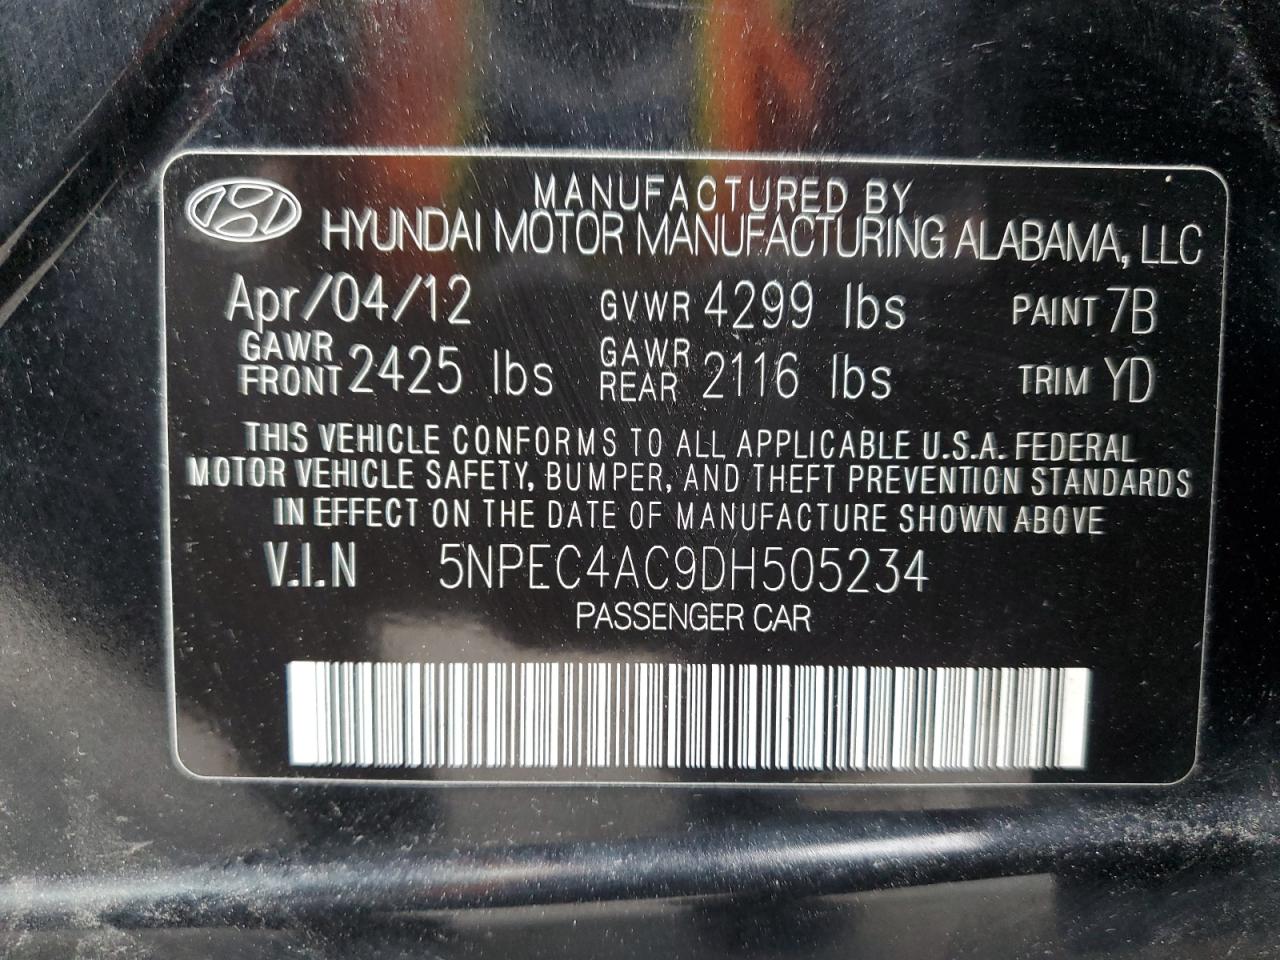 MANUFACTURED BY
HYUNDAI MOTOR MANUFACTURING ALABAMA, LLC
Apr/04/12 GVWR 4299 lbs PAINT 7B
GAWR FRONT 2425 lbs GAWR REAR 2116 lbs TRIM YD
THIS VEHICLE CONFORMS TO ALL APPLICABLE U.S.A. FEDERAL
MOTOR VEHICLE SAFETY, BUMPER, AND THEFT PREVENTION STANDARDS
IN EFFECT ON THE DATE OF MANUFACTURE SHOWN ABOVE
V.I.N 5NPEC4AC9DH505234
PASSENGER CAR